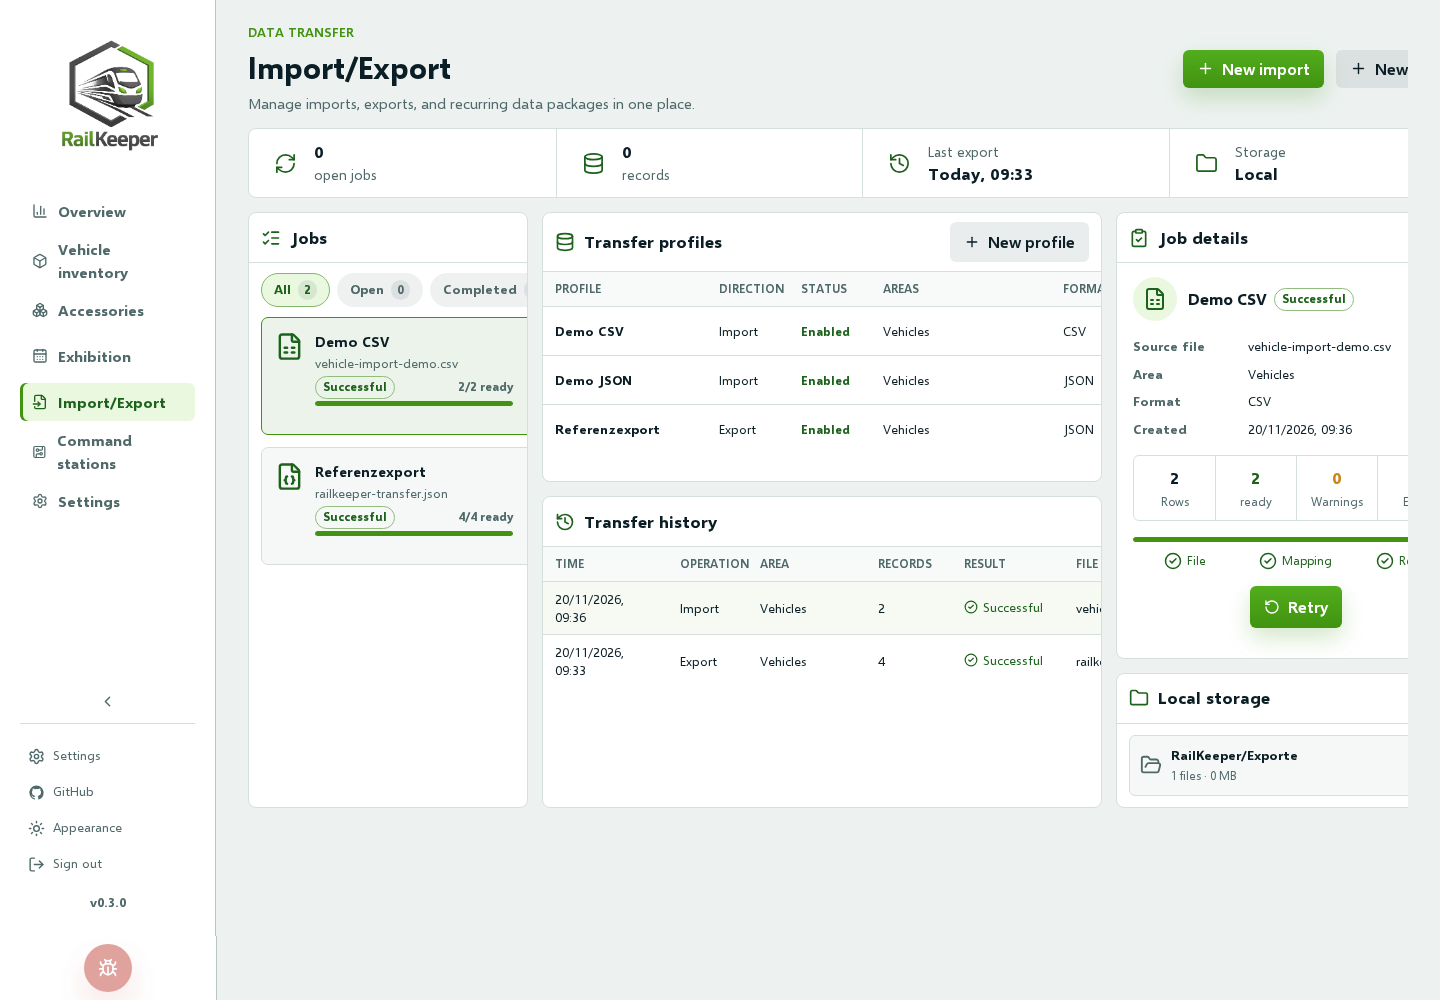 RailKeeper
Overview
Vehicle
inventory
Accessories
Exhibition
Import/Export
Command
stations
Settings
Settings
GitHub
Appearance
Sign out
v0.3.0
DATA TRANSFER
Import/Export
Manage imports, exports, and recurring data packages in one place.
New import
New
0
open jobs
0
records
Last export
Today, 09:33
Storage
Local
Jobs
All 2
Open 0
Completed
Demo CSV
vehicle-import-demo.csv
Successful 2/2 ready
Referenzexport
railkeeper-transfer.json
Successful 4/4 ready
Transfer profiles
New profile
PROFILE DIRECTION STATUS AREAS FORMA
Demo CSV Import Enabled Vehicles CSV
Demo JSON Import Enabled Vehicles JSON
Referenzexport Export Enabled Vehicles JSON
Transfer history
TIME OPERATION AREA RECORDS RESULT FILE
20/11/2026,
09:36
Import Vehicles 2 Successful vehic
20/11/2026,
09:33
Export Vehicles 4 Successful railke
Job details
Demo CSV Successful
Source file vehicle-import-demo.csv
Area Vehicles
Format CSV
Created 20/11/2026, 09:36
2
Rows
2
ready
0
Warnings
E
File
Mapping
Re
Retry
Local storage
RailKeeper/Exporte
1 files · 0 MB